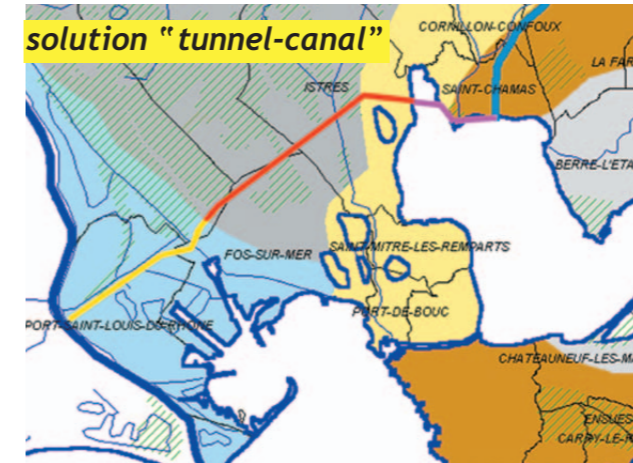 solution “tunnel-canal”
CORNILLON-CONFOUX
LA FAR
ISTRES
SAINT-CHAMAS
BERRE-L'ETA
FOS-SUR-MER
SAINT-MITRE-LES-REMPARTS
PORT-DE-BOUC
PORT-SAINT-LOUIS-DU-RHONE
CHATEAUNEUF-LES-MA
ENSUES
CARRY-LE-R